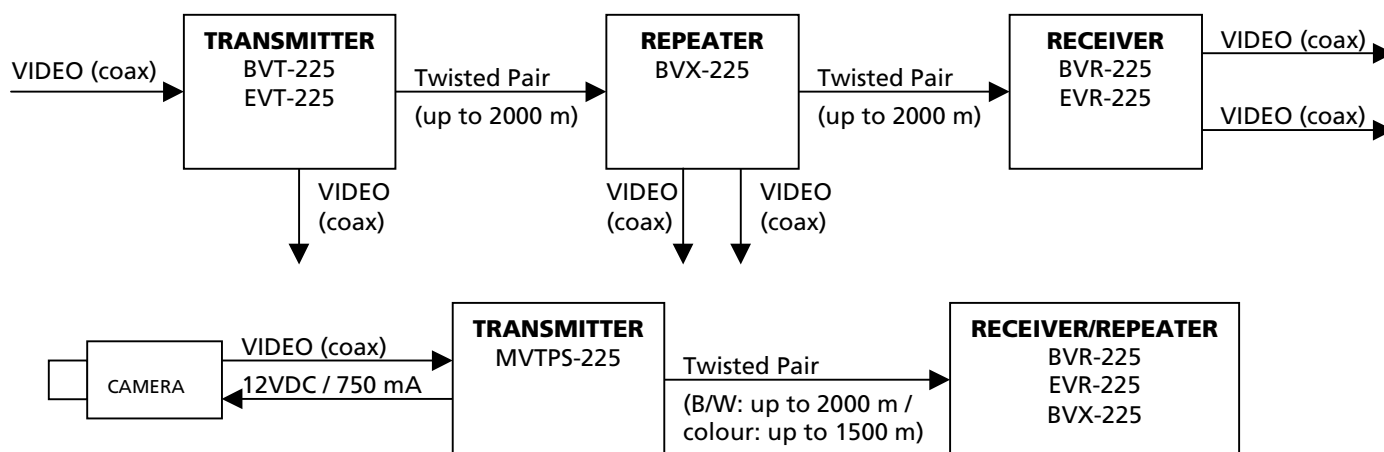 VIDEO (coax)
TRANSMITTER
BVT-225
EVT-225
Twisted Pair
(up to 2000 m)
REPEATER
BVX-225
Twisted Pair
(up to 2000 m)
RECEIVER
BVR-225
EVR-225
VIDEO (coax)
VIDEO (coax)
VIDEO
(coax)
VIDEO
(coax)
VIDEO
(coax)
CAMERA
VIDEO (coax)
12VDC / 750 mA
TRANSMITTER
MVTPS-225
Twisted Pair
(B/W: up to 2000 m /
colour: up to 1500 m)
RECEIVER/REPEATER
BVR-225
EVR-225
BVX-225